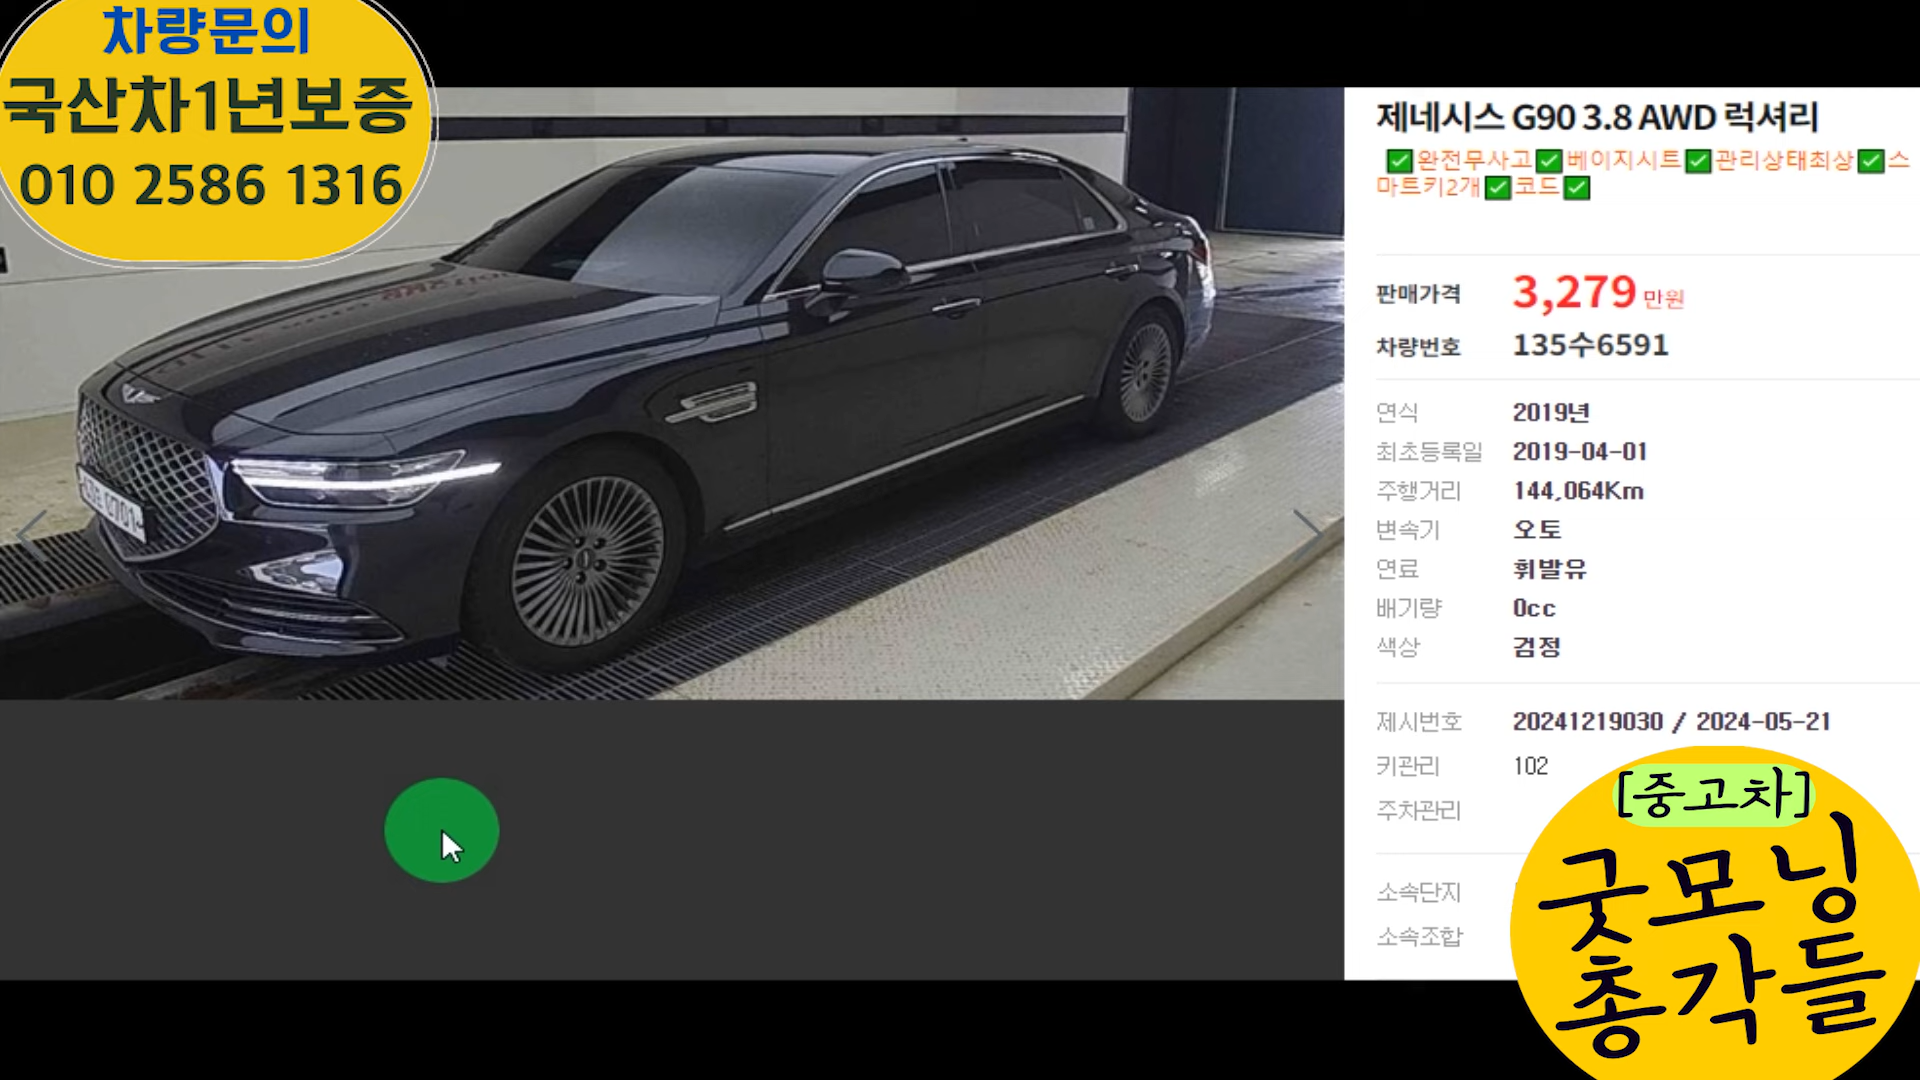 차량문의
국산차1년보증
010 2586 1316
제네시스 G90 3.8 AWD 럭셔리
✅완전무사고✅베이지시트✅관리상태최상✅스
마트키2개✅코드✅
판매가격 3,279 만원
차량번호 135수6591
연식 2019년
최초등록일 2019-04-01
주행거리 144,064Km
변속기 오토
연료 휘발유
배기량 0cc
색상 검정
제시번호 20241219030 / 2024-05-21
키관리 102
주차관리
소속단지
소속조합
[중고차]
굿모닝
총각들